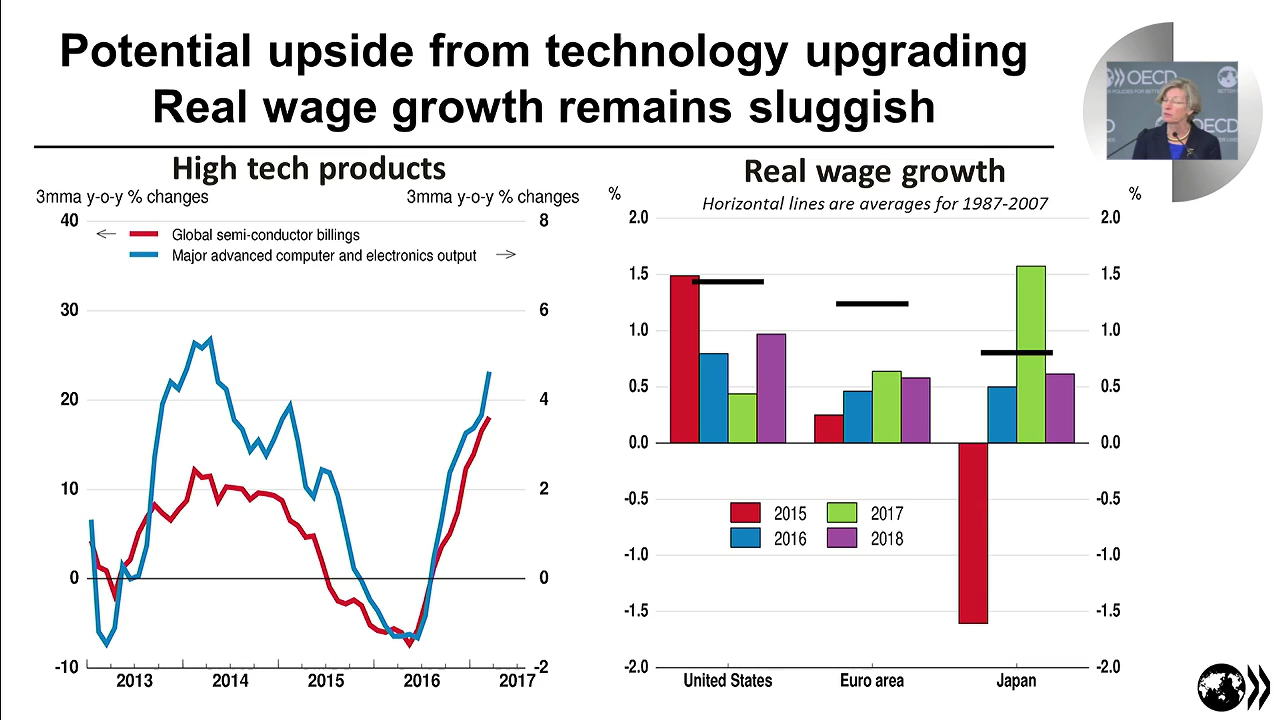 Potential upside from technology upgrading
Real wage growth remains sluggish
OECD
OECD
High tech products
3mma y-o-y % changes
3mma y-o-y % changes
40
8
Global semi-conductor billings
Major advanced computer and electronics output
30
6
20
4
10
2
0
0
-10
-2
2013
2014
2015
2016
2017
Real wage growth
%
%
Horizontal lines are averages for 1987-2007
2.0
2.0
1.5
1.5
1.0
1.0
0.5
0.5
0.0
0.0
-0.5
-0.5
2015
2017
2016
2018
-1.0
-1.0
-1.5
-1.5
-2.0
-2.0
United States
Euro area
Japan